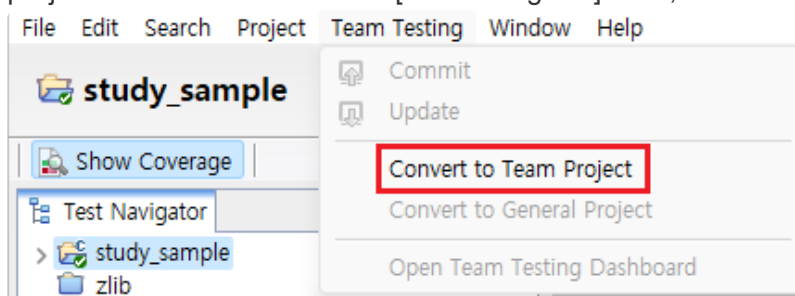 File Edit Search Project Team Testing Window Help
study_sample
Commit
Update
Show Coverage
Convert to Team Project
Test Navigator
Convert to General Project
study_sample
Open Team Testing Dashboard
zlib